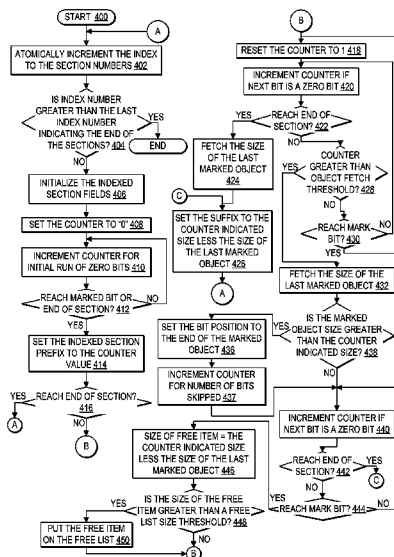 START 400
A
ATOMICALLY INCREMENT THE INDEX
TO THE SECTION NUMBERS 402
IS INDEX NUMBER
GREATER THAN THE LAST
INDEX NUMBER
INDICATING THE END OF
THE SECTIONS? 404
YES
END
NO
INITIALIZE THE INDEXED
SECTION FIELDS 406
SET THE COUNTER TO "0" 408
INCREMENT COUNTER FOR
INITIAL RUN OF ZERO BITS 410
REACH MARKED BIT OR
END OF SECTION? 412
NO
YES
SET THE INDEXED SECTION
PREFIX TO THE COUNTER
VALUE 414
YES
REACH END OF SECTION?
416
A
NO
B
B
RESET THE COUNTER TO 1 418
INCREMENT COUNTER IF
NEXT BIT IS A ZERO BIT
420
YES
REACH END OF
SECTION? 422
NO
FETCH THE SIZE
OF THE LAST
MARKED OBJECT
424
COUNTER
GREATER THAN
OBJECT FETCH
THRESHOLD? 428
YES
NO
C
REACH MARK
BIT? 430
NO
YES
SET THE SUFFIX TO THE
COUNTER INDICATED SIZE
LESS THE SIZE OF THE
LAST MARKED OBJECT
426
A
FETCH THE SIZE OF THE LAST
MARKED OBJECT 432
IS THE
MARKED
OBJECT SIZE GREATER
THAN THE COUNTER
INDICATED SIZE? 438
YES
NO
SET THE BIT POSITION TO
THE END OF THE MARKED
OBJECT 436
INCREMENT COUNTER
FOR NUMBER OF BITS
SKIPPED 437
INCREMENT COUNTER IF
NEXT BIT IS A ZERO BIT 440
REACH END OF
SECTION? 442
YES
C
NO
REACH MARK BIT? 444
YES
NO
SIZE OF FREE ITEM = THE
COUNTER INDICATED SIZE
LESS THE SIZE OF THE LAST
MARKED OBJECT 446
IS THE SIZE OF THE FREE
ITEM GREATER THAN A FREE
LIST SIZE THRESHOLD? 448
YES
NO
PUT THE FREE ITEM
ON THE FREE LIST 450
B